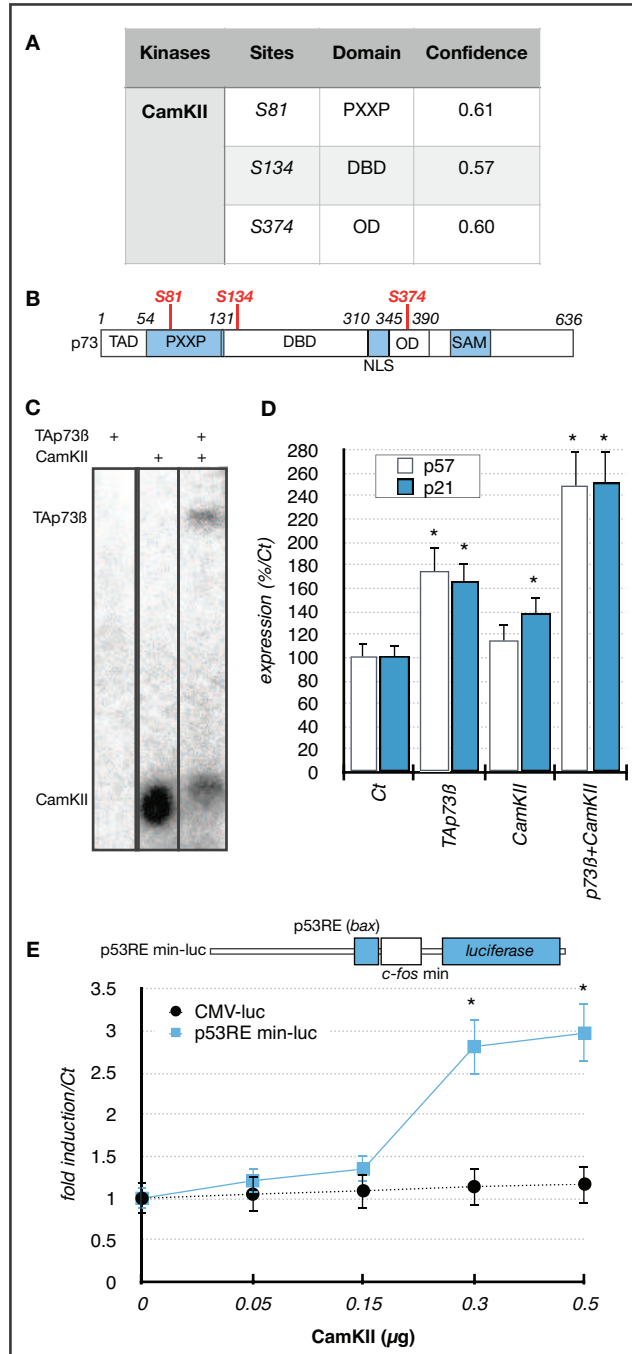 A
Kinases Sites Domain Confidence
CamKII S81 PXXP 0.61
S134 DBD 0.57
S374 OD 0.60
B
S81 S134 S374
1 54 131 310 345 390 636
p73 TAD PXXP DBD OD SAM
NLS
C
TAp73ß + +
CamKII + +
TAp73ß
CamKII
D
expression (%/Ct)
280
260
240
220
200
180
160
140
120
100
80
60
40
20
0
p57
p21
* * * * *
Ct TAp73ß CamKII p73ß+CamKII
E
p53RE (bax)
p53RE min-luc luciferase
c-fos min
fold induction/Ct
3.5
3
2.5
2
1.5
1
0.5
0
CMV-luc
p53RE min-luc
* *
0 0.05 0.15 0.3 0.5
CamKII (µg)